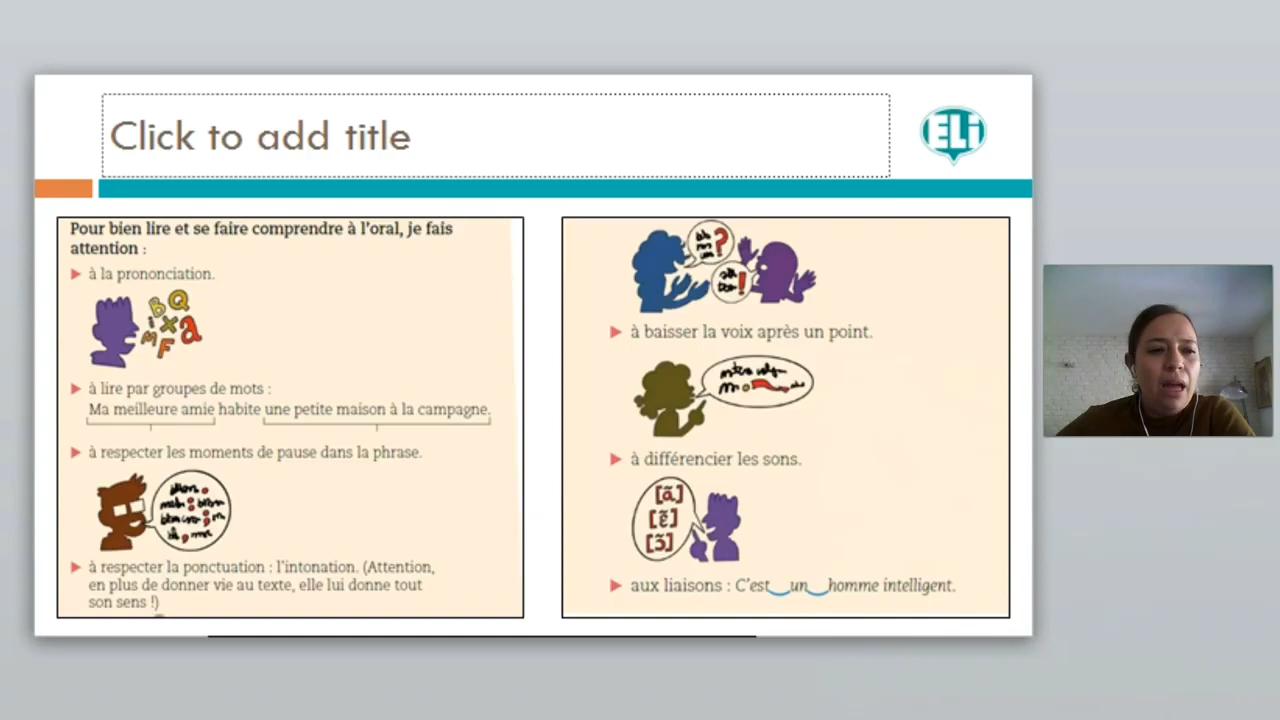 Click to add title
ELi
Pour bien lire et se faire comprendre à l'oral, je fais
attention :
à la prononciation.
B Q
i x a
M F
à lire par groupes de mots :
Ma meilleure amie habite une petite maison à la campagne.
à respecter les moments de pause dans la phrase.
à respecter la ponctuation : l'intonation. (Attention,
en plus de donner vie au texte, elle lui donne tout
son sens !)
?
!
à baisser la voix après un point.
à différencier les sons.
[ã]
[ɛ̃]
[ɔ̃]
aux liaisons : C'est‿un‿homme intelligent.